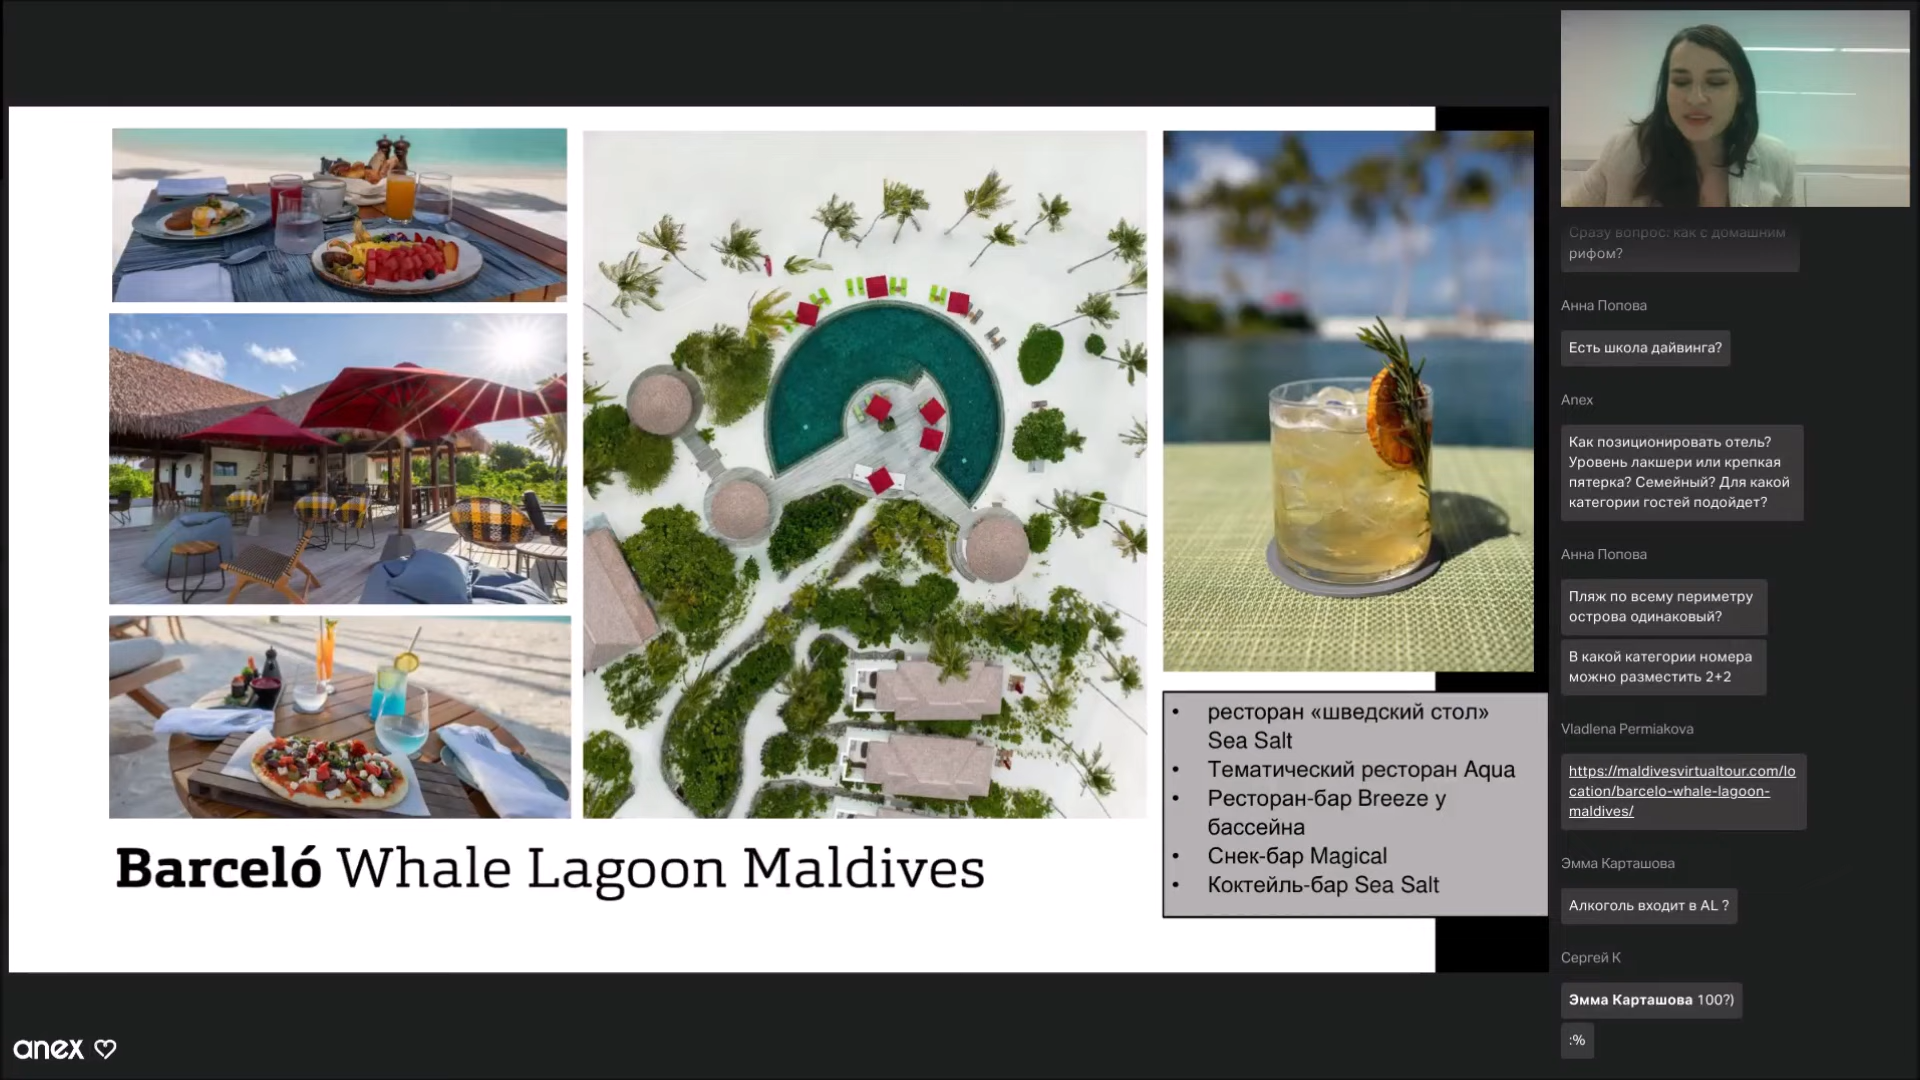 Barceló Whale Lagoon Maldives
• ресторан «шведский стол»
Sea Salt
• Тематический ресторан Aqua
• Ресторан-бар Breeze у
бассейна
• Снек-бар Magical
• Коктейль-бар Sea Salt
anex
Сразу вопрос: как с домашним
рифом?
Анна Попова
Есть школа дайвинга?
Anex
Как позиционировать отель?
Уровень лакшери или крепкая
пятерка? Семейный? Для какой
категории гостей подойдет?
Анна Попова
Пляж по всему периметру
острова одинаковый?
В какой категории номера
можно разместить 2+2
Vladlena Permiakova
https://maldivesvirtualtour.com/lo
cation/barcelo-whale-lagoon-
maldives/
Эмма Карташова
Алкоголь входит в AL ?
Сергей К
Эмма Карташова 100?)
:%